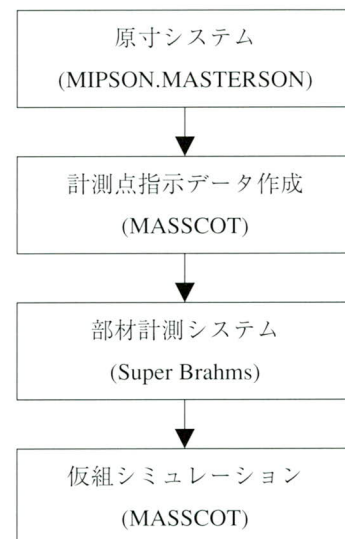 原寸システム
(MIPSON.MASTERSON)
計測点指示データ作成
(MASSCOT)
部材計測システム
(Super Brahms)
仮組シミュレーション
(MASSCOT)